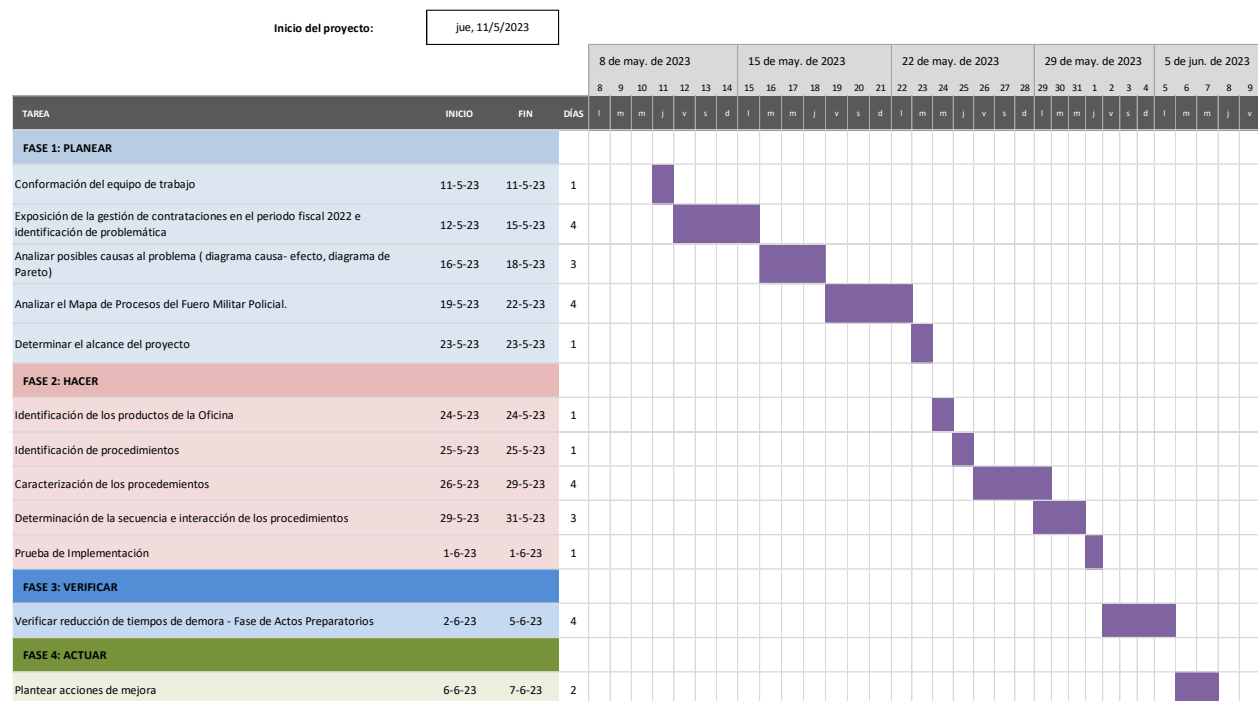 Inicio del proyecto: jue, 11/5/2023
8 de may. de 2023 15 de may. de 2023 22 de may. de 2023 29 de may. de 2023 5 de jun. de 2023
8 9 10 11 12 13 14 15 16 17 18 19 20 21 22 23 24 25 26 27 28 29 30 31 1 2 3 4 5 6 7 8 9
TAREA INICIO FIN DÍAS l m m j v s d l m m j v s d l m m j v s d l m m j v s d l m m j v
FASE 1: PLANEAR
Conformación del equipo de trabajo 11-5-23 11-5-23 1
Exposición de la gestión de contrataciones en el periodo fiscal 2022 e
identificación de problemática 12-5-23 15-5-23 4
Analizar posibles causas al problema ( diagrama causa- efecto, diagrama de
Pareto) 16-5-23 18-5-23 3
Analizar el Mapa de Procesos del Fuero Militar Policial. 19-5-23 22-5-23 4
Determinar el alcance del proyecto 23-5-23 23-5-23 1
FASE 2: HACER
Identificación de los productos de la Oficina 24-5-23 24-5-23 1
Identificación de procedimientos 25-5-23 25-5-23 1
Caracterización de los procedemientos 26-5-23 29-5-23 4
Determinación de la secuencia e interacción de los procedimientos 29-5-23 31-5-23 3
Prueba de Implementación 1-6-23 1-6-23 1
FASE 3: VERIFICAR
Verificar reducción de tiempos de demora - Fase de Actos Preparatorios 2-6-23 5-6-23 4
FASE 4: ACTUAR
Plantear acciones de mejora 6-6-23 7-6-23 2